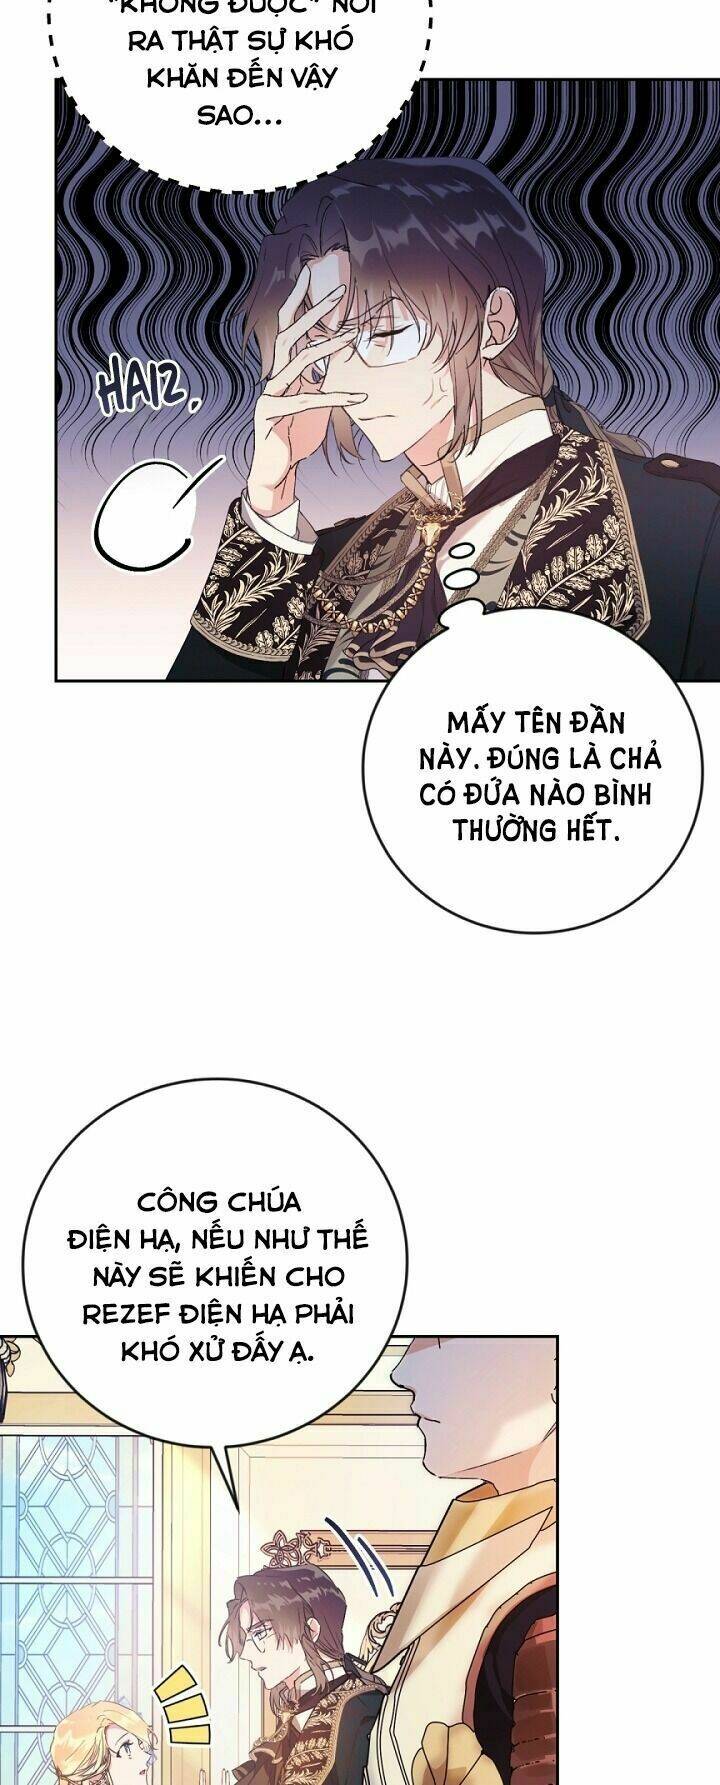 "KHÔNG ĐƯỢC" NÓI
RA THẬT SỰ KHÓ
KHĂN ĐẾN VẬY
SAO...
HAIZ.
MẤY TÊN ĐẦN
NÀY. ĐÚNG LÀ CHẢ
CÓ ĐỨA NÀO BÌNH
THƯỜNG HẾT.
CÔNG CHÚA
ĐIỆN HẠ, NẾU NHƯ THẾ
NÀY SẼ KHIẾN CHO
REZEF ĐIỆN HẠ PHẢI
KHÓ XỬ ĐẤY Ạ.